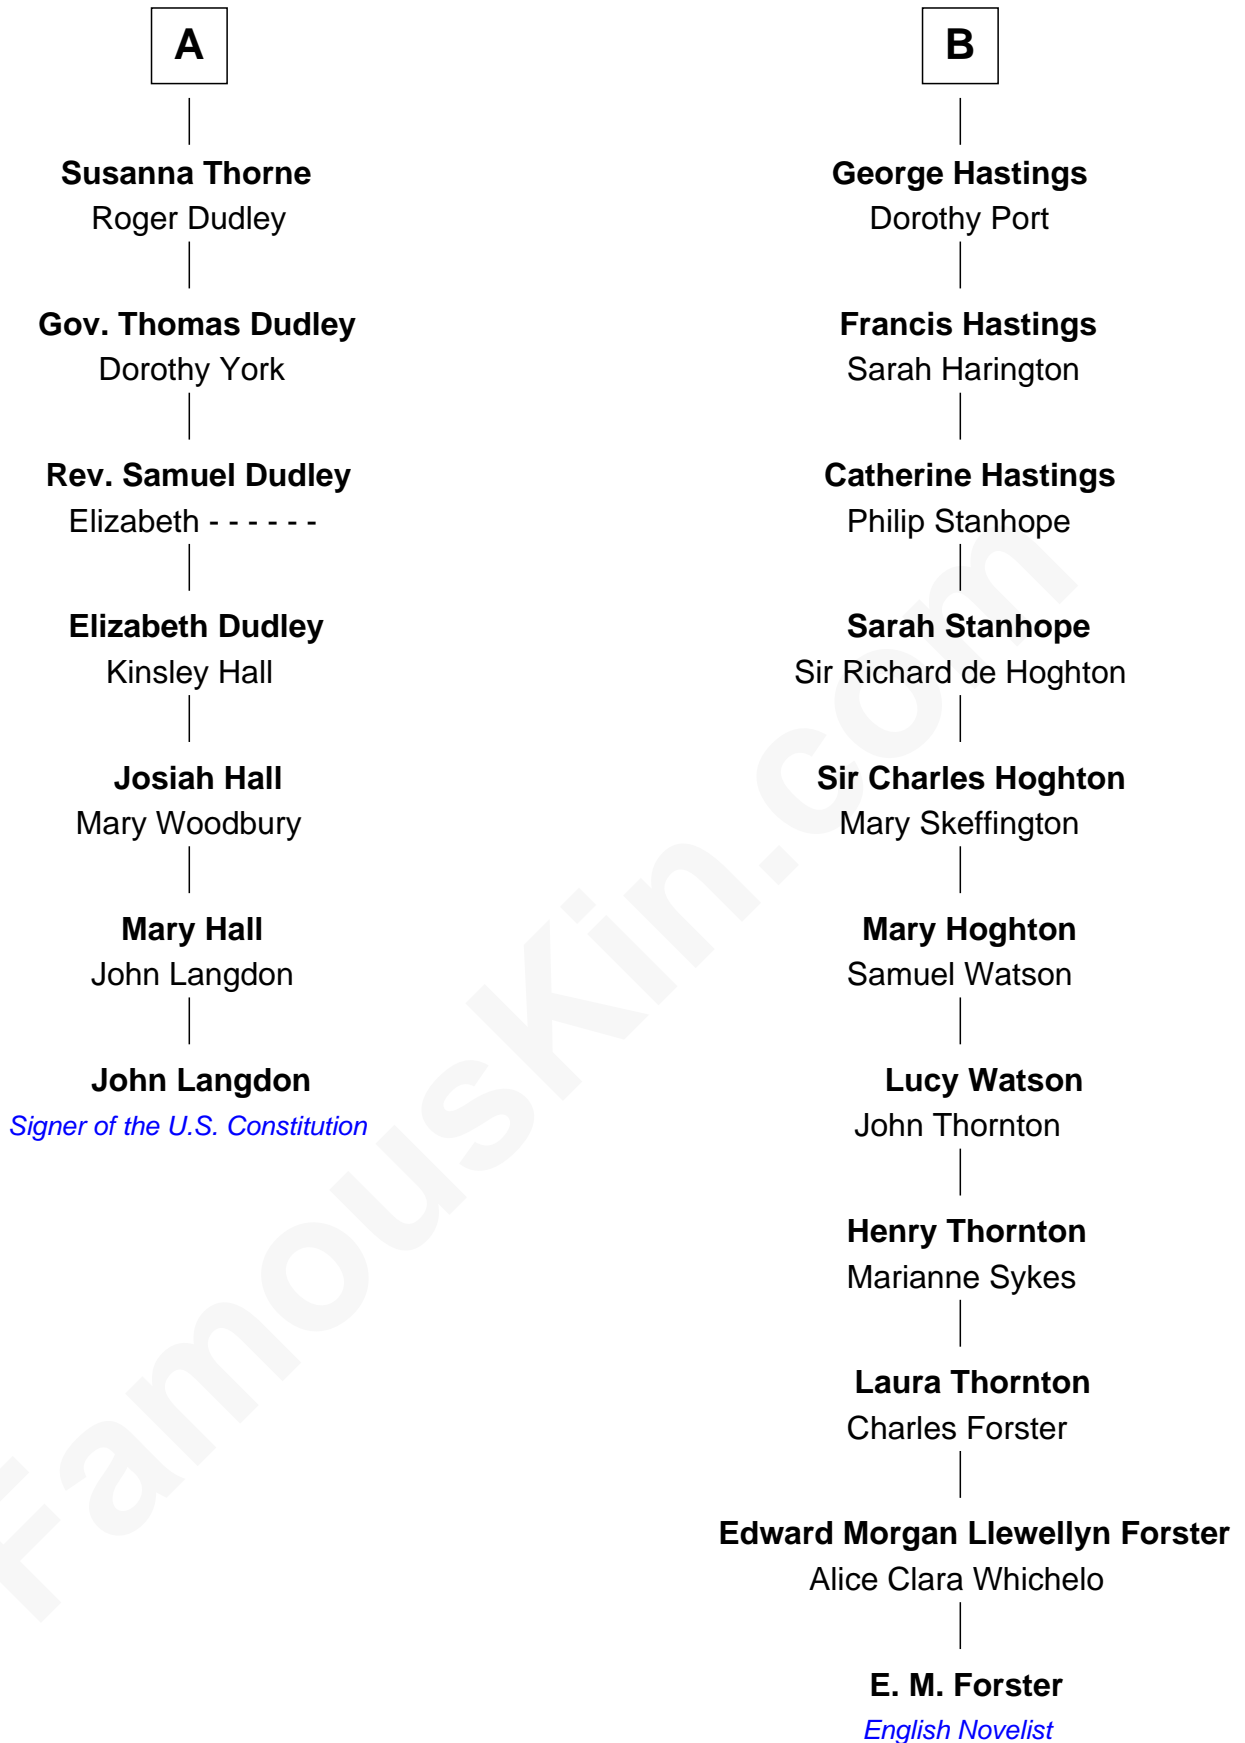 A
Susanna Thorne
Roger Dudley
Gov. Thomas Dudley
Dorothy York
Rev. Samuel Dudley
Elizabeth - - - - - -
Elizabeth Dudley
Kinsley Hall
Josiah Hall
Mary Woodbury
Mary Hall
John Langdon
John Langdon
Signer of the U.S. Constitution
B
George Hastings
Dorothy Port
Francis Hastings
Sarah Harington
Catherine Hastings
Philip Stanhope
Sarah Stanhope
Sir Richard de Hoghton
Sir Charles Hoghton
Mary Skeffington
Mary Hoghton
Samuel Watson
Lucy Watson
John Thornton
Henry Thornton
Marianne Sykes
Laura Thornton
Charles Forster
Edward Morgan Llewellyn Forster
Alice Clara Whichelo
E. M. Forster
English Novelist
FamousKin.com